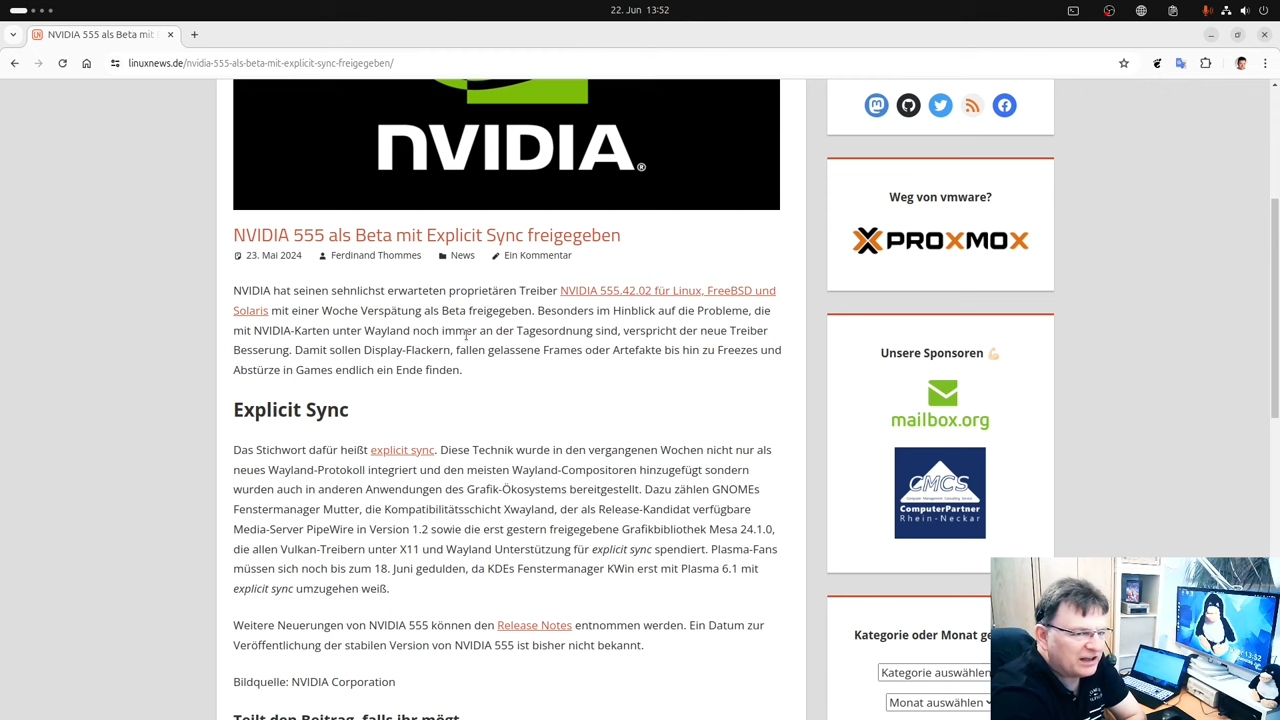 22. Jun 13:52
NVIDIA 555 als Beta mit E
linuxnews.de/nvidia-555-als-beta-mit-explicit-sync-freigegeben/
NVIDIA®
NVIDIA 555 als Beta mit Explicit Sync freigegeben
23. Mai 2024 Ferdinand Thommes News Ein Kommentar
NVIDIA hat seinen sehnlichst erwarteten proprietären Treiber NVIDIA 555.42.02 für Linux, FreeBSD und
Solaris mit einer Woche Verspätung als Beta freigegeben. Besonders im Hinblick auf die Probleme, die
mit NVIDIA-Karten unter Wayland noch immer an der Tagesordnung sind, verspricht der neue Treiber
Besserung. Damit sollen Display-Flackern, fallen gelassene Frames oder Artefakte bis hin zu Freezes und
Abstürze in Games endlich ein Ende finden.
Explicit Sync
Das Stichwort dafür heißt explicit sync. Diese Technik wurde in den vergangenen Wochen nicht nur als
neues Wayland-Protokoll integriert und den meisten Wayland-Compositoren hinzugefügt sondern
wurden auch in anderen Anwendungen des Grafik-Ökosystems bereitgestellt. Dazu zählen GNOMEs
Fenstermanager Mutter, die Kompatibilitätsschicht Xwayland, der als Release-Kandidat verfügbare
Media-Server PipeWire in Version 1.2 sowie die erst gestern freigegebene Grafikbibliothek Mesa 24.1.0,
die allen Vulkan-Treibern unter X11 und Wayland Unterstützung für explicit sync spendiert. Plasma-Fans
müssen sich noch bis zum 18. Juni gedulden, da KDEs Fenstermanager KWin erst mit Plasma 6.1 mit
explicit sync umzugehen weiß.
Weitere Neuerungen von NVIDIA 555 können den Release Notes entnommen werden. Ein Datum zur
Veröffentlichung der stabilen Version von NVIDIA 555 ist bisher nicht bekannt.
Bildquelle: NVIDIA Corporation
Teilt den Beitrag, falls ihr mögt
Weg von vmware?
PROXMOX
Unsere Sponsoren 💪🏻
mailbox.org
CMCS
ComputerPartner
Rhein-Neckar
Kategorie oder Monat ge
Kategorie auswählen
Monat auswählen
13:52